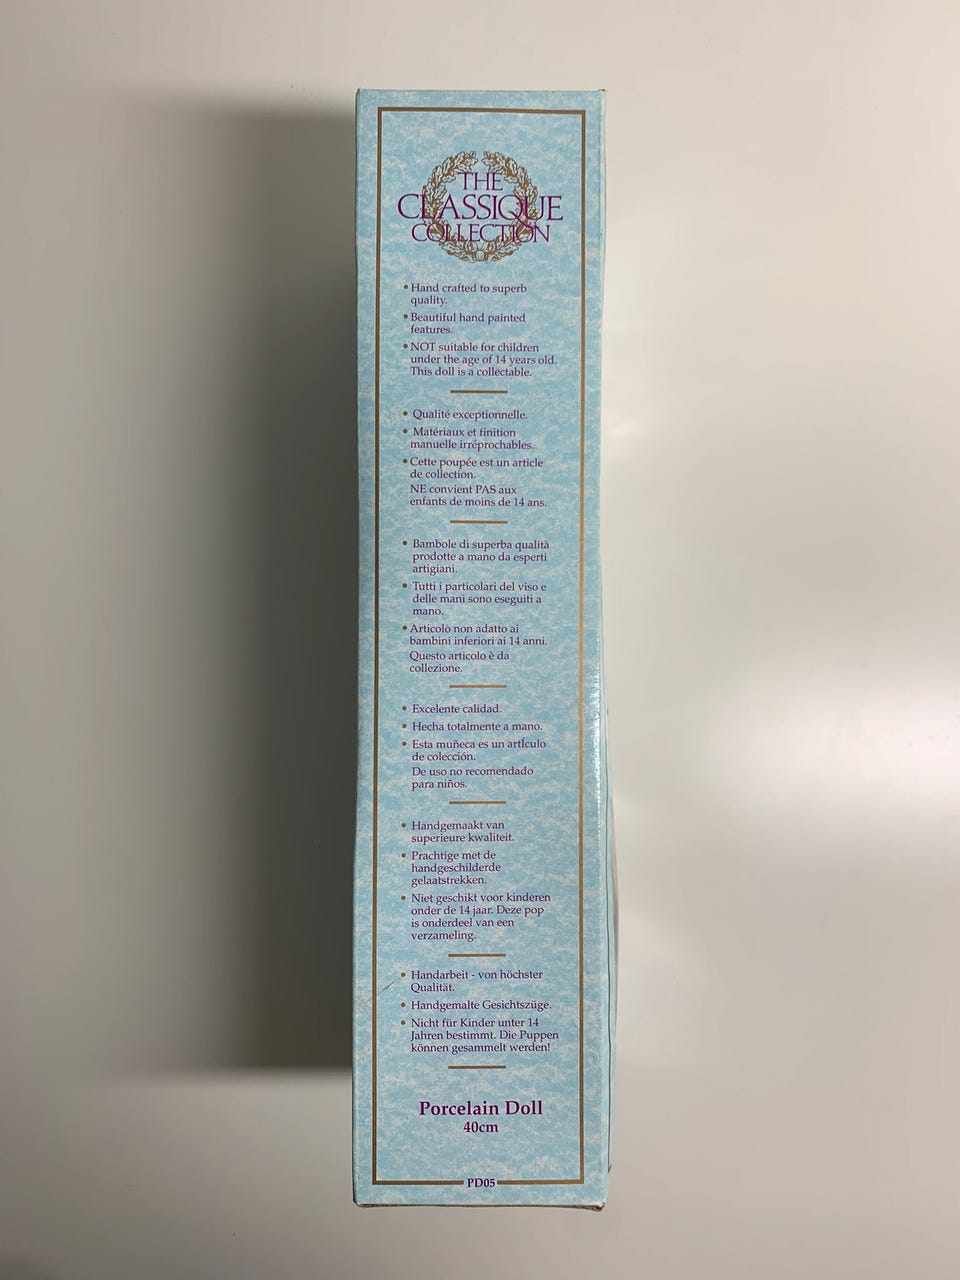 THE
CLASSIQUE
COLLECTION
• Hand crafted to superb
quality.
• Beautiful hand painted
features.
• NOT suitable for children
under the age of 14 years old.
This doll is a collectable.
• Qualité exceptionnelle.
• Matériaux et finition
manuelle irréprochables.
• Cette poupée est un article
de collection.
NE convient PAS aux
enfants de moins de 14 ans.
• Bambole di superba qualità
prodotte a mano da esperti
artigiani.
• Tutti i particolari del viso e
delle mani sono eseguiti a
mano.
• Articolo non adatto ai
bambini inferiori ai 14 anni.
Questo articolo è da
collezione.
• Excelente calidad.
• Hecha totalmente a mano.
• Esta muñeca es un artículo
de colección.
De uso no recomendado
para niños.
• Handgemaakt van
superieure kwaliteit.
• Prachtige met de
handgeschilderde
gelaatstrekken.
• Niet geschikt voor kinderen
onder de 14 jaar. Deze pop
is onderdeel van een
verzameling.
• Handarbeit - von höchster
Qualität.
• Handgemalte Gesichtszüge.
• Nicht für Kinder unter 14
Jahren bestimmt. Die Puppen
können gesammelt werden!
Porcelain Doll
40cm
PD05